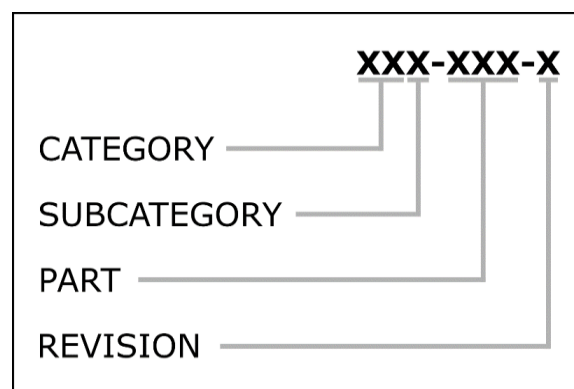 XXX-XXX-X
CATEGORY
SUBCATEGORY
PART
REVISION